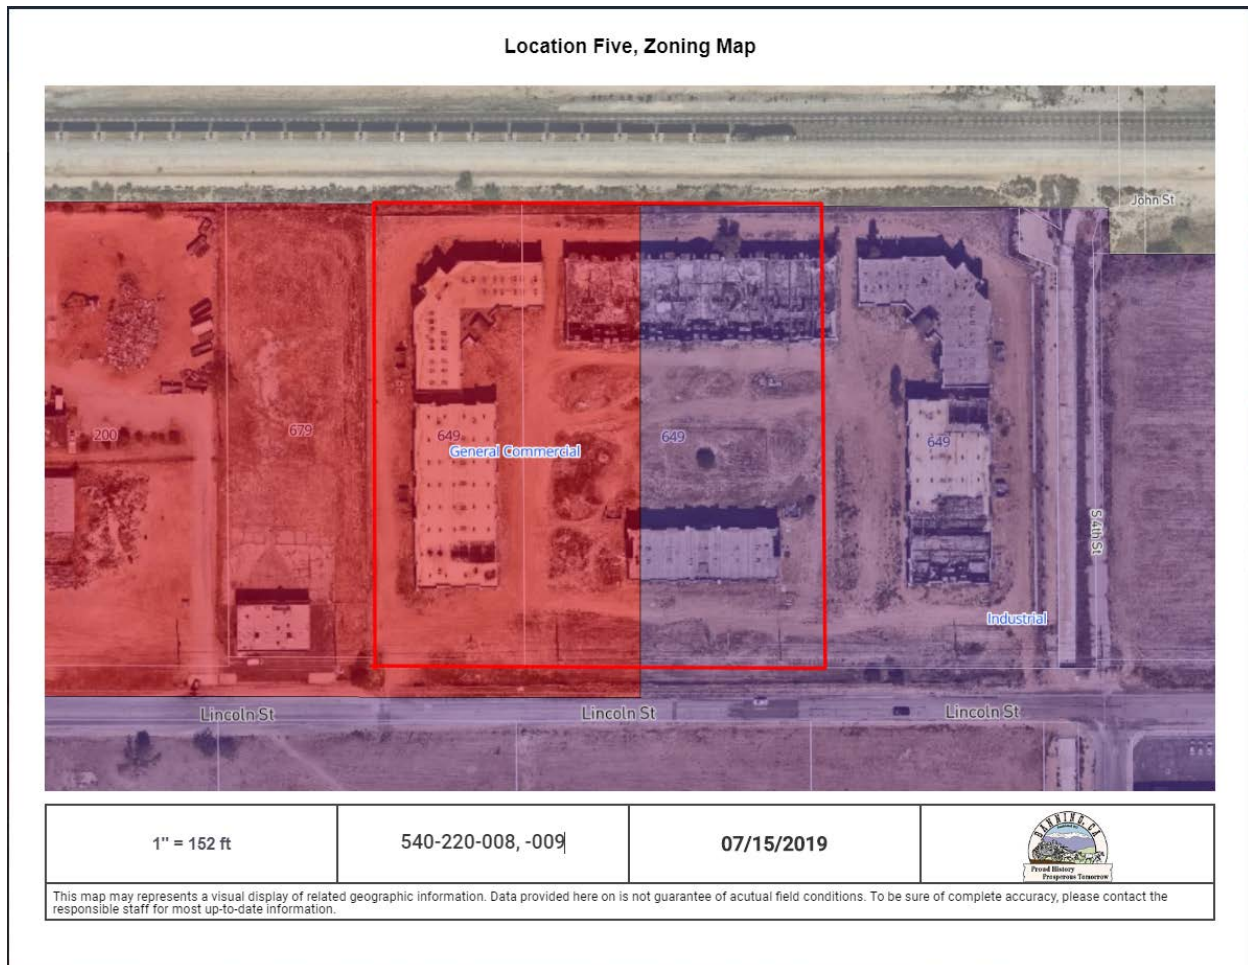 Location Five, Zoning Map
John St
200
679
649
General Commercial
649
649
S 4th St
Industrial
Lincoln St
Lincoln St
Lincoln St
1" = 152 ft
540-220-008, -009
07/15/2019
BANNING, CA
Proud History
Prosperous Tomorrow
This map may represents a visual display of related geographic information. Data provided here on is not guarantee of acutual field conditions. To be sure of complete accuracy, please contact the
responsible staff for most up-to-date information.